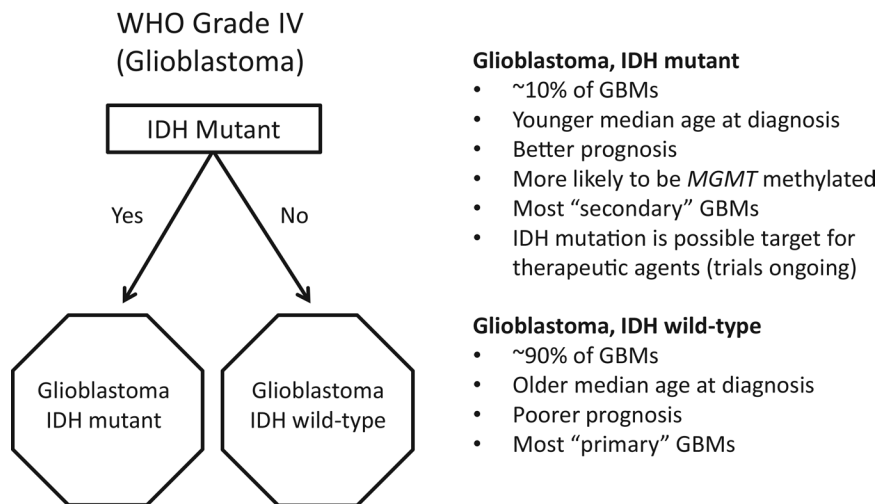 WHO Grade IV
(Glioblastoma)
IDH Mutant
Yes
No
Glioblastoma
IDH mutant
Glioblastoma
IDH wild-type
Glioblastoma, IDH mutant
• ~10% of GBMs
• Younger median age at diagnosis
• Better prognosis
• More likely to be MGMT methylated
• Most “secondary” GBMs
• IDH mutation is possible target for
therapeutic agents (trials ongoing)
Glioblastoma, IDH wild-type
• ~90% of GBMs
• Older median age at diagnosis
• Poorer prognosis
• Most “primary” GBMs